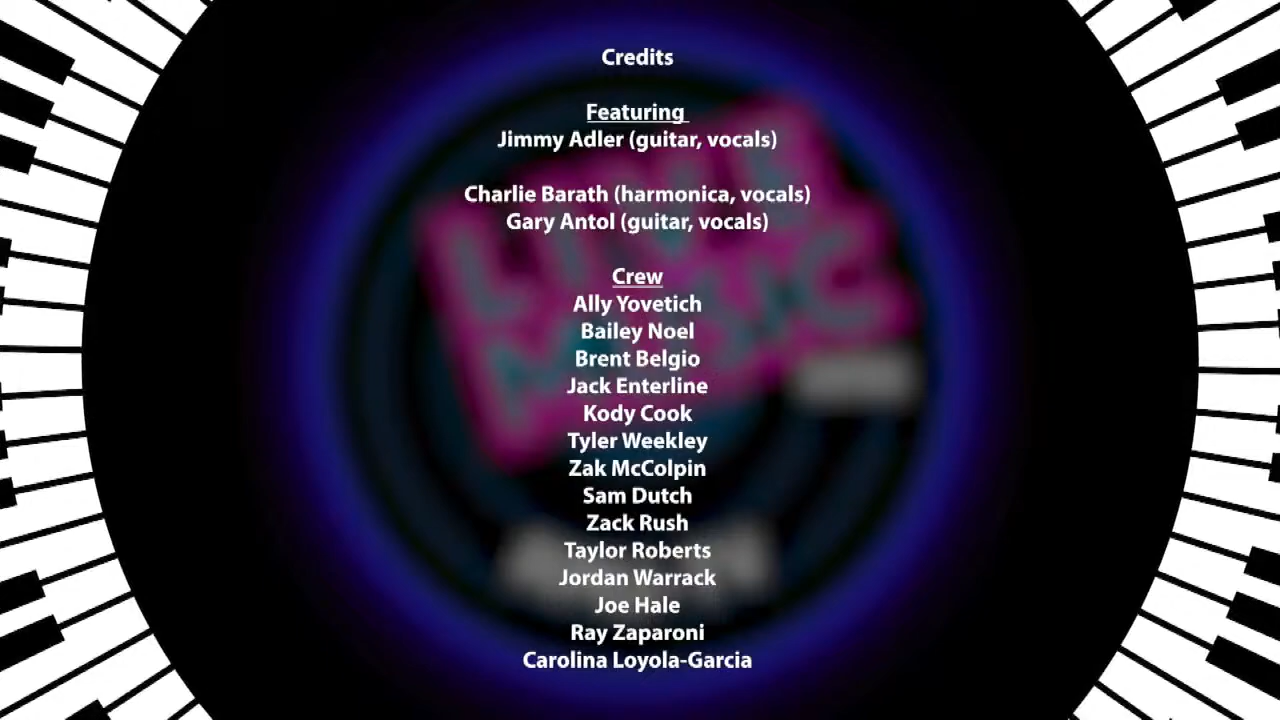 Credits
Featuring
Jimmy Adler (guitar, vocals)
Charlie Barath (harmonica, vocals)
Gary Antol (guitar, vocals)
Crew
Ally Yovetich
Bailey Noel
Brent Belgio
Jack Enterline
Kody Cook
Tyler Weekley
Zak McColpin
Sam Dutch
Zack Rush
Taylor Roberts
Jordan Warrack
Joe Hale
Ray Zaparoni
Carolina Loyola-Garcia